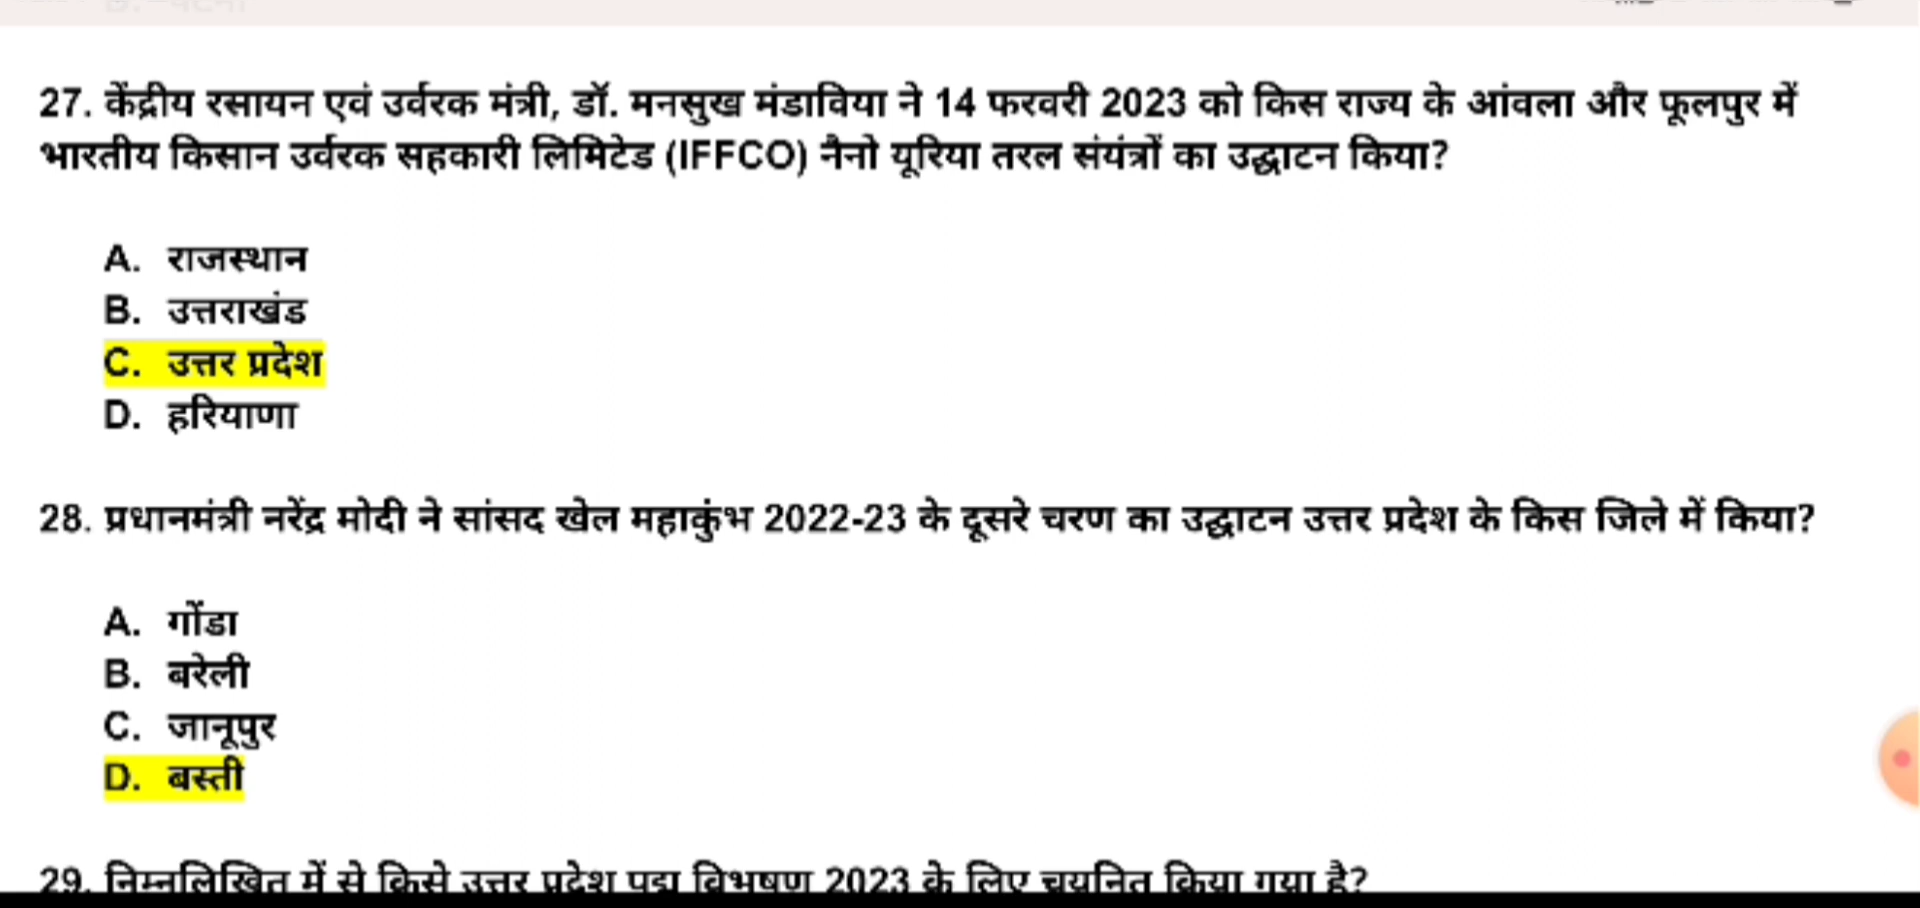 27. केंद्रीय रसायन एवं उर्वरक मंत्री, डॉ. मनसुख मंडाविया ने 14 फरवरी 2023 को किस राज्य के आंवला और फूलपुर में
भारतीय किसान उर्वरक सहकारी लिमिटेड (IFFCO) नैनो यूरिया तरल संयंत्रों का उद्घाटन किया?
A. राजस्थान
B. उत्तराखंड
C. उत्तर प्रदेश
D. हरियाणा
28. प्रधानमंत्री नरेंद्र मोदी ने सांसद खेल महाकुंभ 2022-23 के दूसरे चरण का उद्घाटन उत्तर प्रदेश के किस जिले में किया?
A. गोंडा
B. बरेली
C. जानूपुर
D. बस्ती
29. निम्नलिखित में से किसे उत्तर प्रदेश पद्म विभूषण 2023 के लिए चयनित किया गया है?